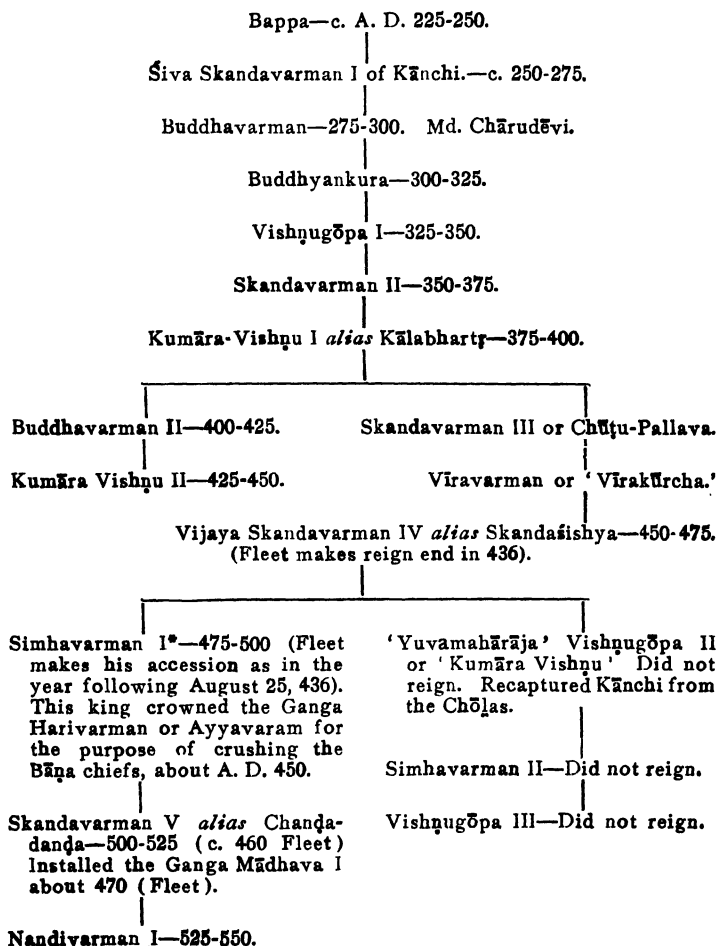 Bappa—c. A. D. 225-250.
Śiva Skandavarman I of Kānchi.—c. 250-275.
Buddhavarman—275-300. Md. Chārudēvi.
Buddhyankura—300-325.
Vishṇugōpa I—325-350.
Skandavarman II—350-375.
Kumāra-Vishṇu I alias Kālabhartṛ—375-400.
Buddhavarman II—400-425.
Skandavarman III or Chūṭu-Pallava.
Kumāra Vishṇu II—425-450.
Vīravarman or ‘Vīrakūrcha.’
Vijaya Skandavarman IV alias Skandaśishya—450-475.
(Fleet makes reign end in 436).
Simhavarman I*—475-500 (Fleet
makes his accession as in the
year following August 25, 436).
This king crowned the Ganga
Harivarman or Ayyavaram for
the purpose of crushing the
Bāṇa chiefs, about A. D. 450.
‘Yuvamahārāja’ Vishṇugōpa II
or ‘Kumāra Vishṇu’ Did not
reign. Recaptured Kānchi from
the Chōḷas.
Simhavarman II—Did not reign.
Skandavarman V alias Chaṇḍa-
daṇḍa—500-525 (c. 460 Fleet)
Installed the Ganga Mādhava I
about 470 (Fleet).
Vishṇugōpa III—Did not reign.
Nandivarman I—525-550.